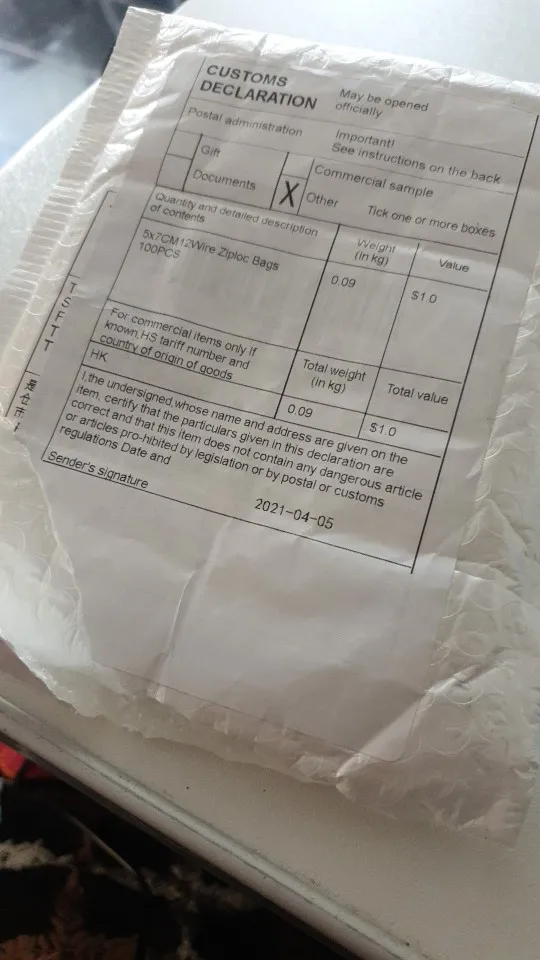 CUSTOMS
DECLARATION
May be opened
officially
Postal administration
Important!
See instructions on the back
Gift
Commercial sample
Documents
X
Other
Tick one or more boxes
Quantity and detailed description
of contents
Weight
(in kg)
Value
5x7CM12Wire Ziploc Bags
100PCS
0.09
$1.0
For commercial items only if
known,HS tariff number and
country of origin of goods
Total weight
(in kg)
Total value
HK
0.09
$1.0
I,the undersigned,whose name and address are given on the
item, certify that the particulars given in this declaration are
correct and that this item does not contain any dangerous article
or articles pro-hibited by legislation or by postal or customs
regulations Date and
Sender's signature
2021-04-05